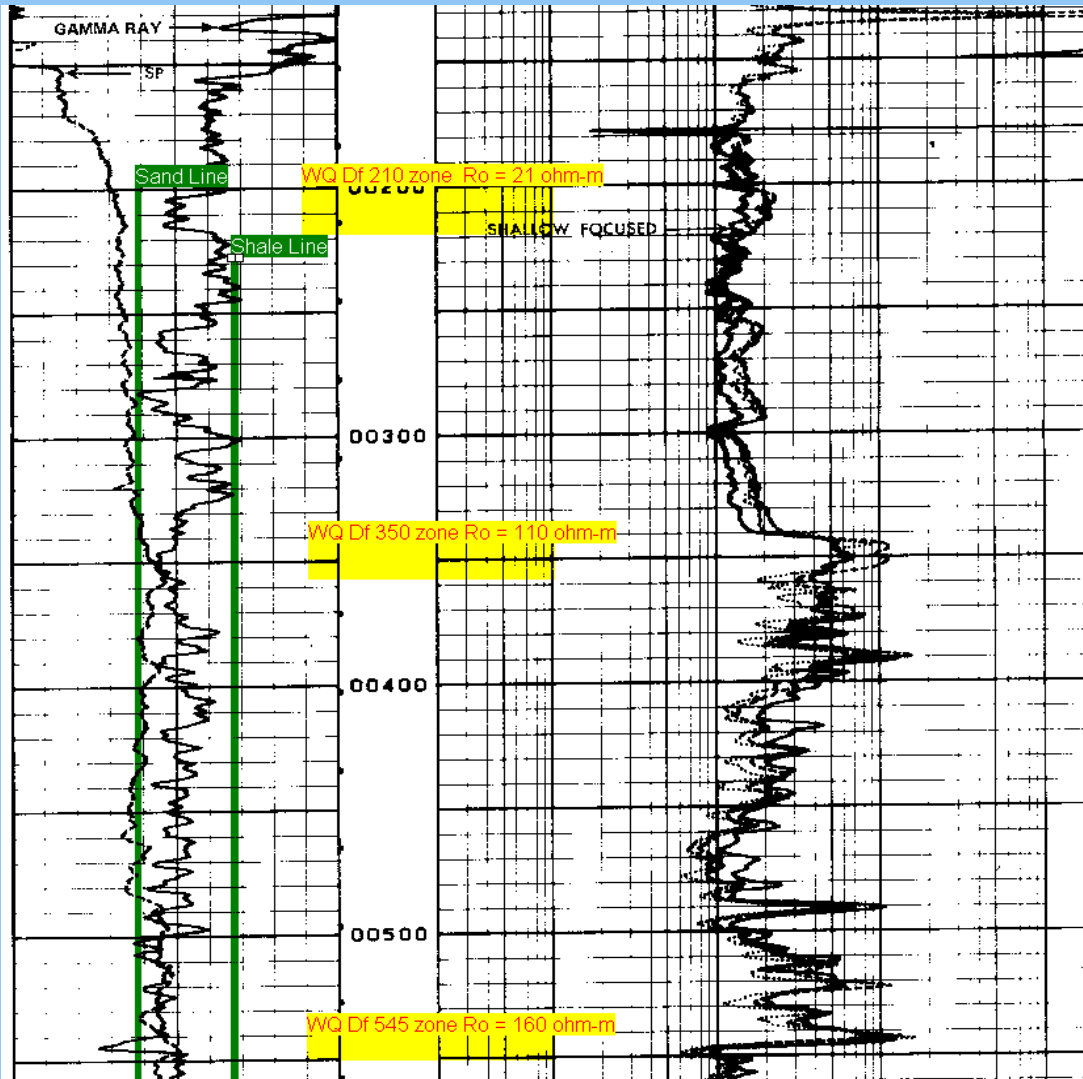 GAMMA RAY
SP
Sand Line
WQ Df 210 zone Ro = 21 ohm-m
00200
SHALLOW FOCUSED
Shale Line
00300
WQ Df 350 zone Ro = 110 ohm-m
00400
00500
WQ Df 545 zone Ro = 160 ohm-m